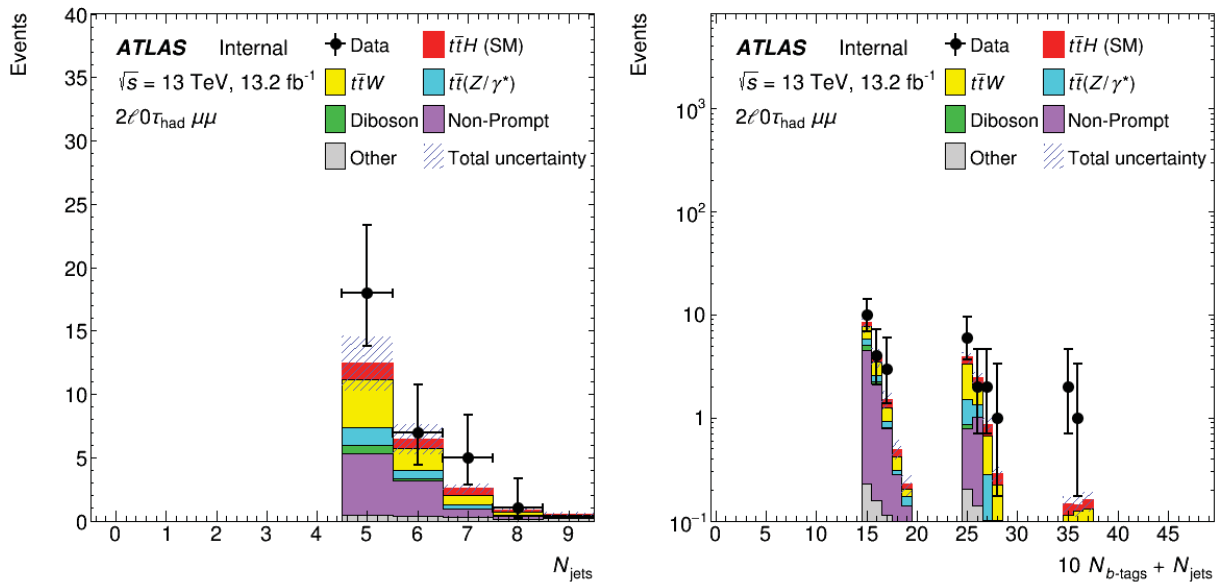 Events
40
35
30
25
20
15
10
5
0
ATLAS Internal
√s = 13 TeV, 13.2 fb⁻¹
2ℓ0τhad μμ
Data
tt̄H (SM)
tt̄W
tt̄(Z/γ*)
Diboson
Non-Prompt
Other
Total uncertainty
0 1 2 3 4 5 6 7 8 9
Njets
Events
10³
10²
10
1
10⁻¹
ATLAS Internal
√s = 13 TeV, 13.2 fb⁻¹
2ℓ0τhad μμ
Data
tt̄H (SM)
tt̄W
tt̄(Z/γ*)
Diboson
Non-Prompt
Other
Total uncertainty
0 5 10 15 20 25 30 35 40 45
10 Nb-tags + Njets